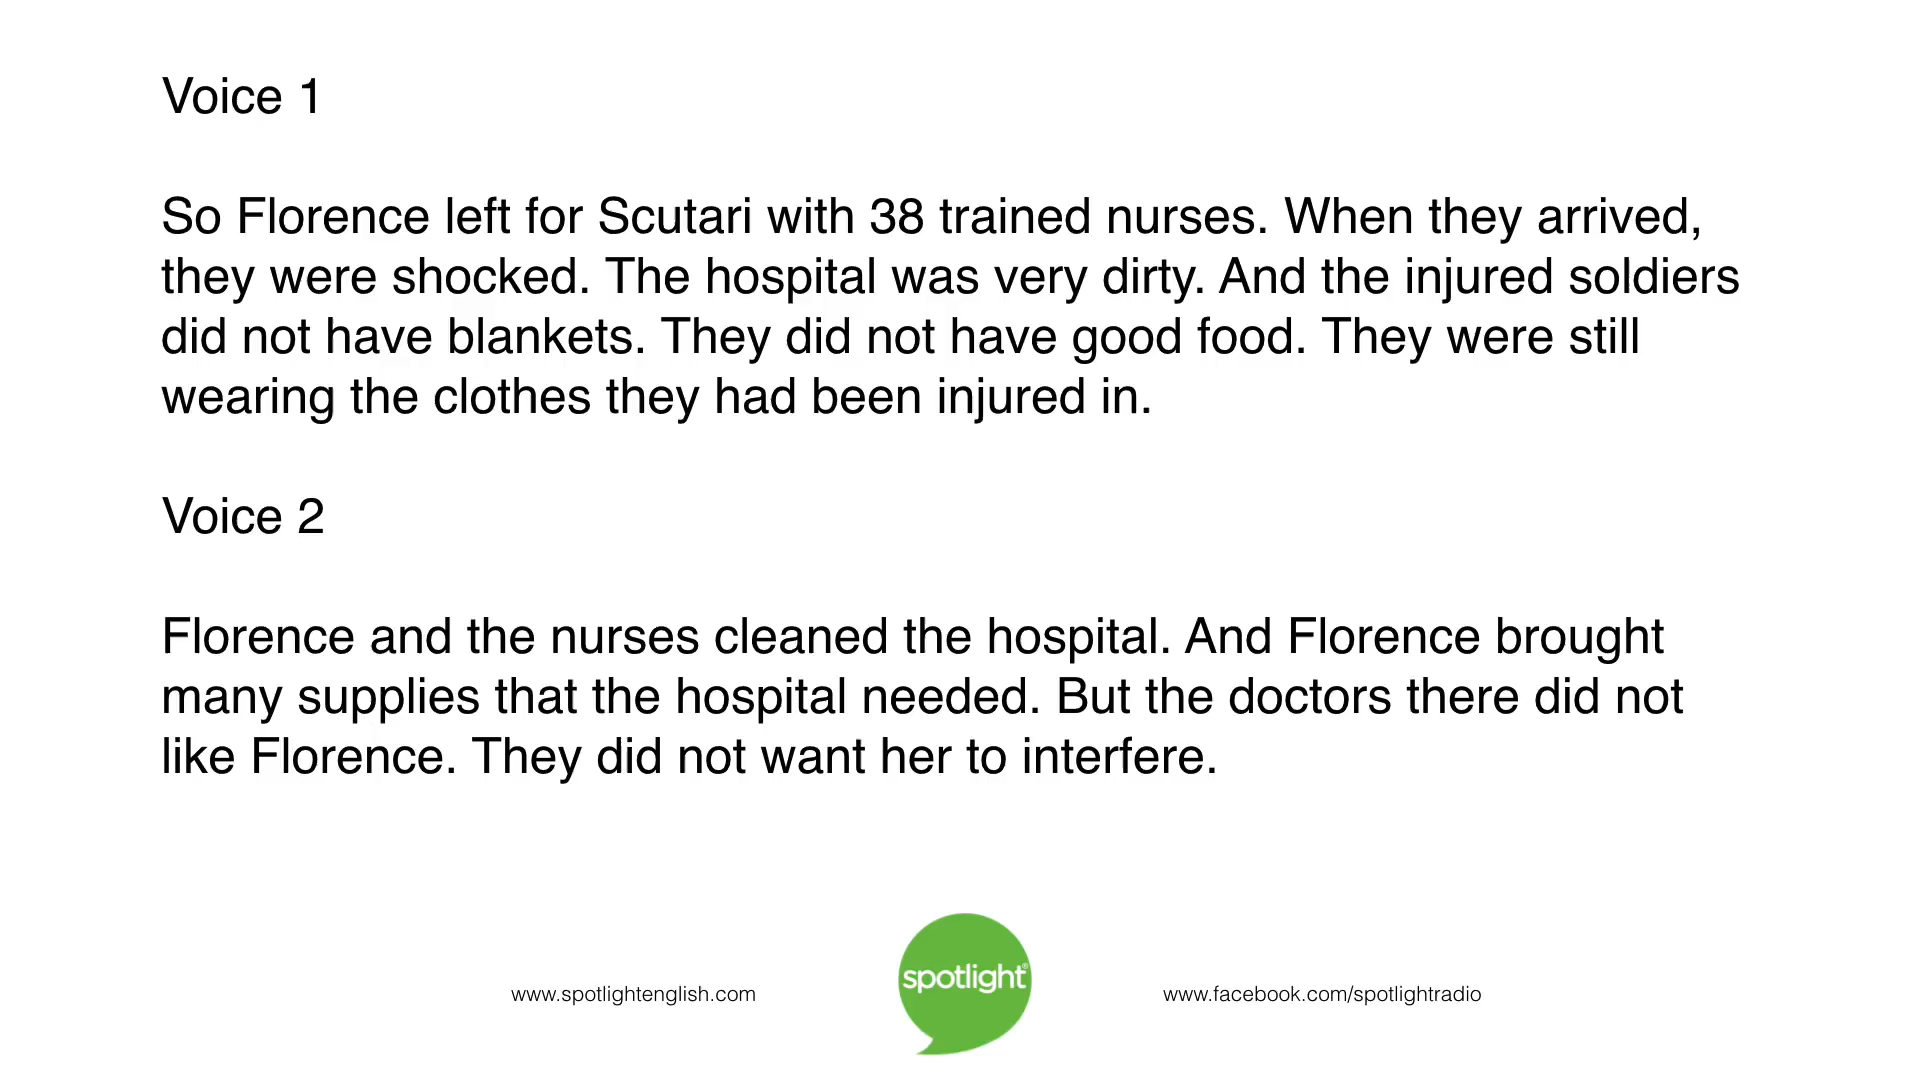 Voice 1
So Florence left for Scutari with 38 trained nurses. When they arrived,
they were shocked. The hospital was very dirty. And the injured soldiers
did not have blankets. They did not have good food. They were still
wearing the clothes they had been injured in.
Voice 2
Florence and the nurses cleaned the hospital. And Florence brought
many supplies that the hospital needed. But the doctors there did not
like Florence. They did not want her to interfere.
www.spotlightenglish.com
spotlight®
www.facebook.com/spotlightradio